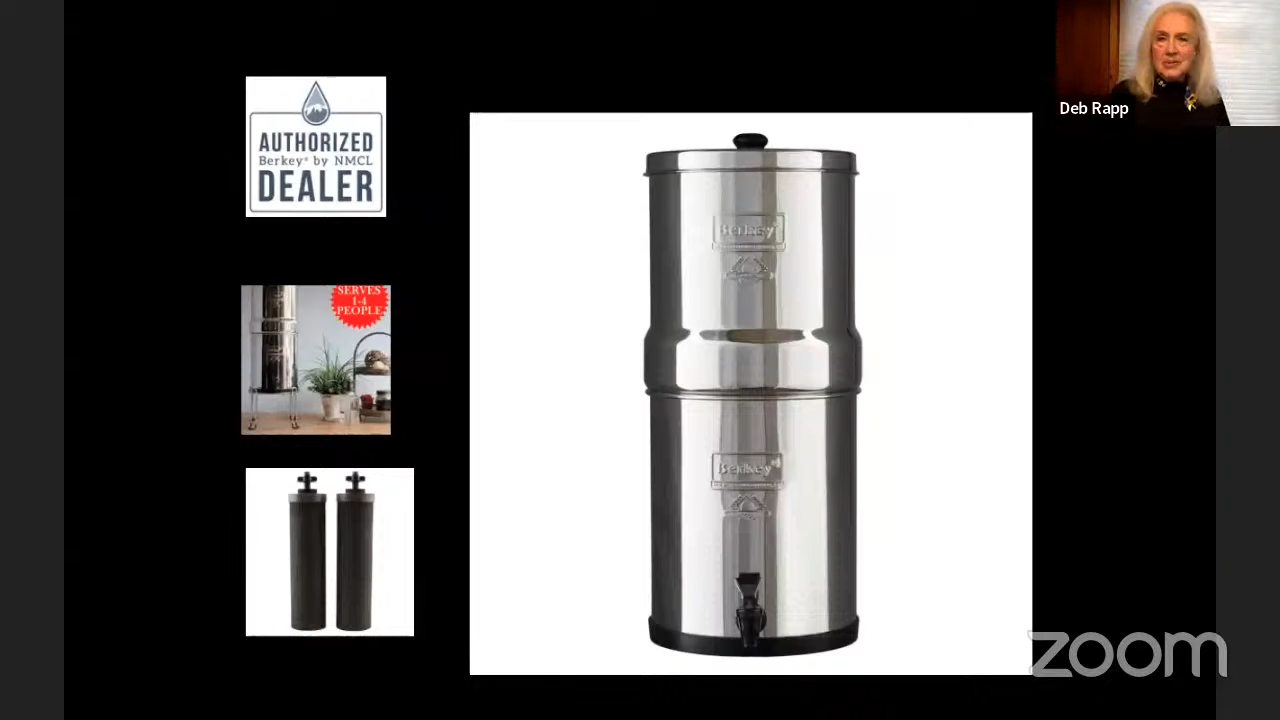 AUTHORIZED
Berkey® by NMCL
DEALER
SERVES
1-4
PEOPLE
Berkey
Berkey
Deb Rapp
zoom